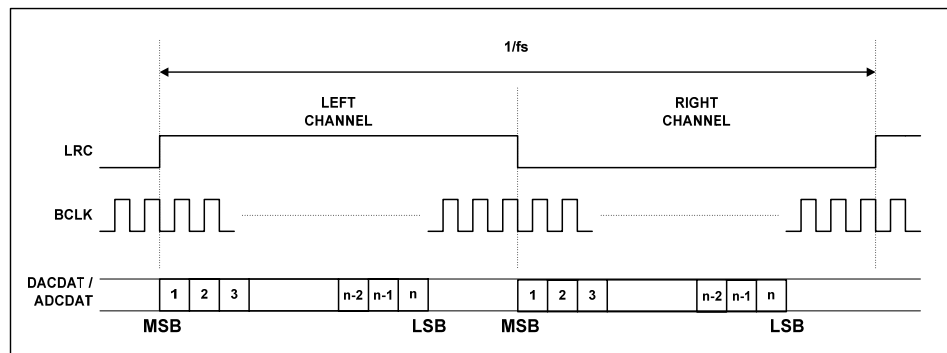 1/fs
LEFT
CHANNEL
RIGHT
CHANNEL
LRC
BCLK
DACDAT /
ADCDAT
1 2 3 n-2 n-1 n 1 2 3 n-2 n-1 n
MSB LSB MSB LSB